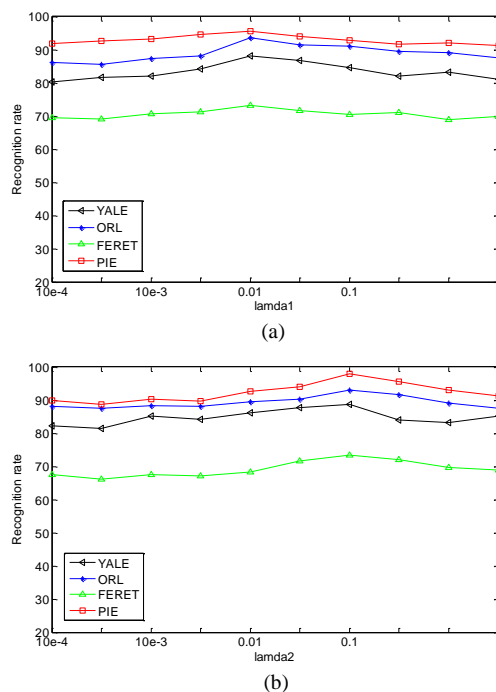 100
90
80
70
60
50
40
30
20
Recognition rate
YALE
ORL
FERET
PIE
10e-4 10e-3 0.01 0.1
lamda1
(a)
100
90
80
70
60
50
40
30
20
Recognition rate
YALE
ORL
FERET
PIE
10e-4 10e-3 0.01 0.1
lamda2
(b)